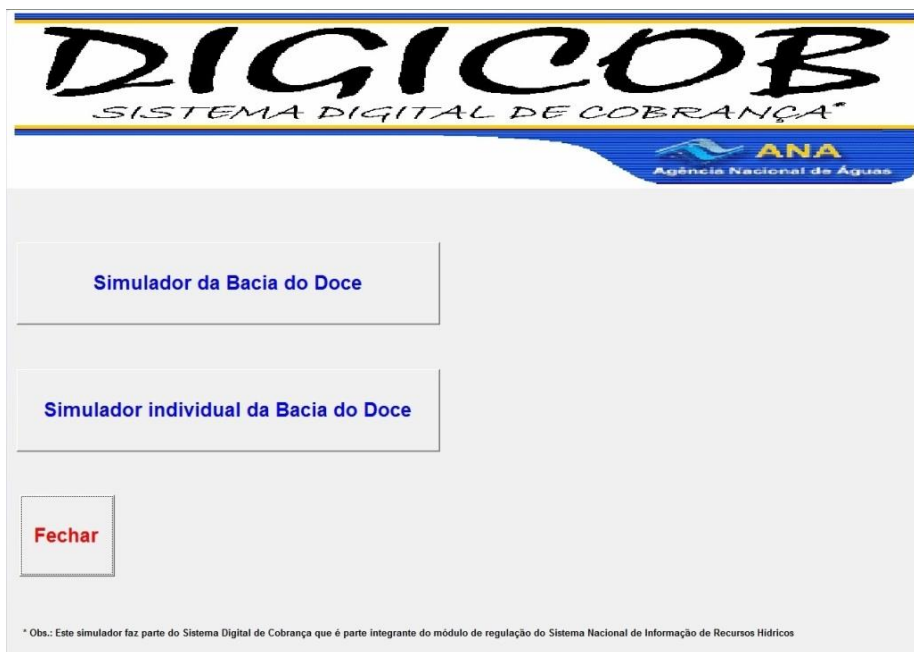 DIGICOB
SISTEMA DIGITAL DE COBRANÇA*
ANA
Agência Nacional de Águas
Simulador da Bacia do Doce
Simulador individual da Bacia do Doce
Fechar
* Obs.: Este simulador faz parte do Sistema Digital de Cobrança que é parte integrante do módulo de regulação do Sistema Nacional de Informação de Recursos Hídricos